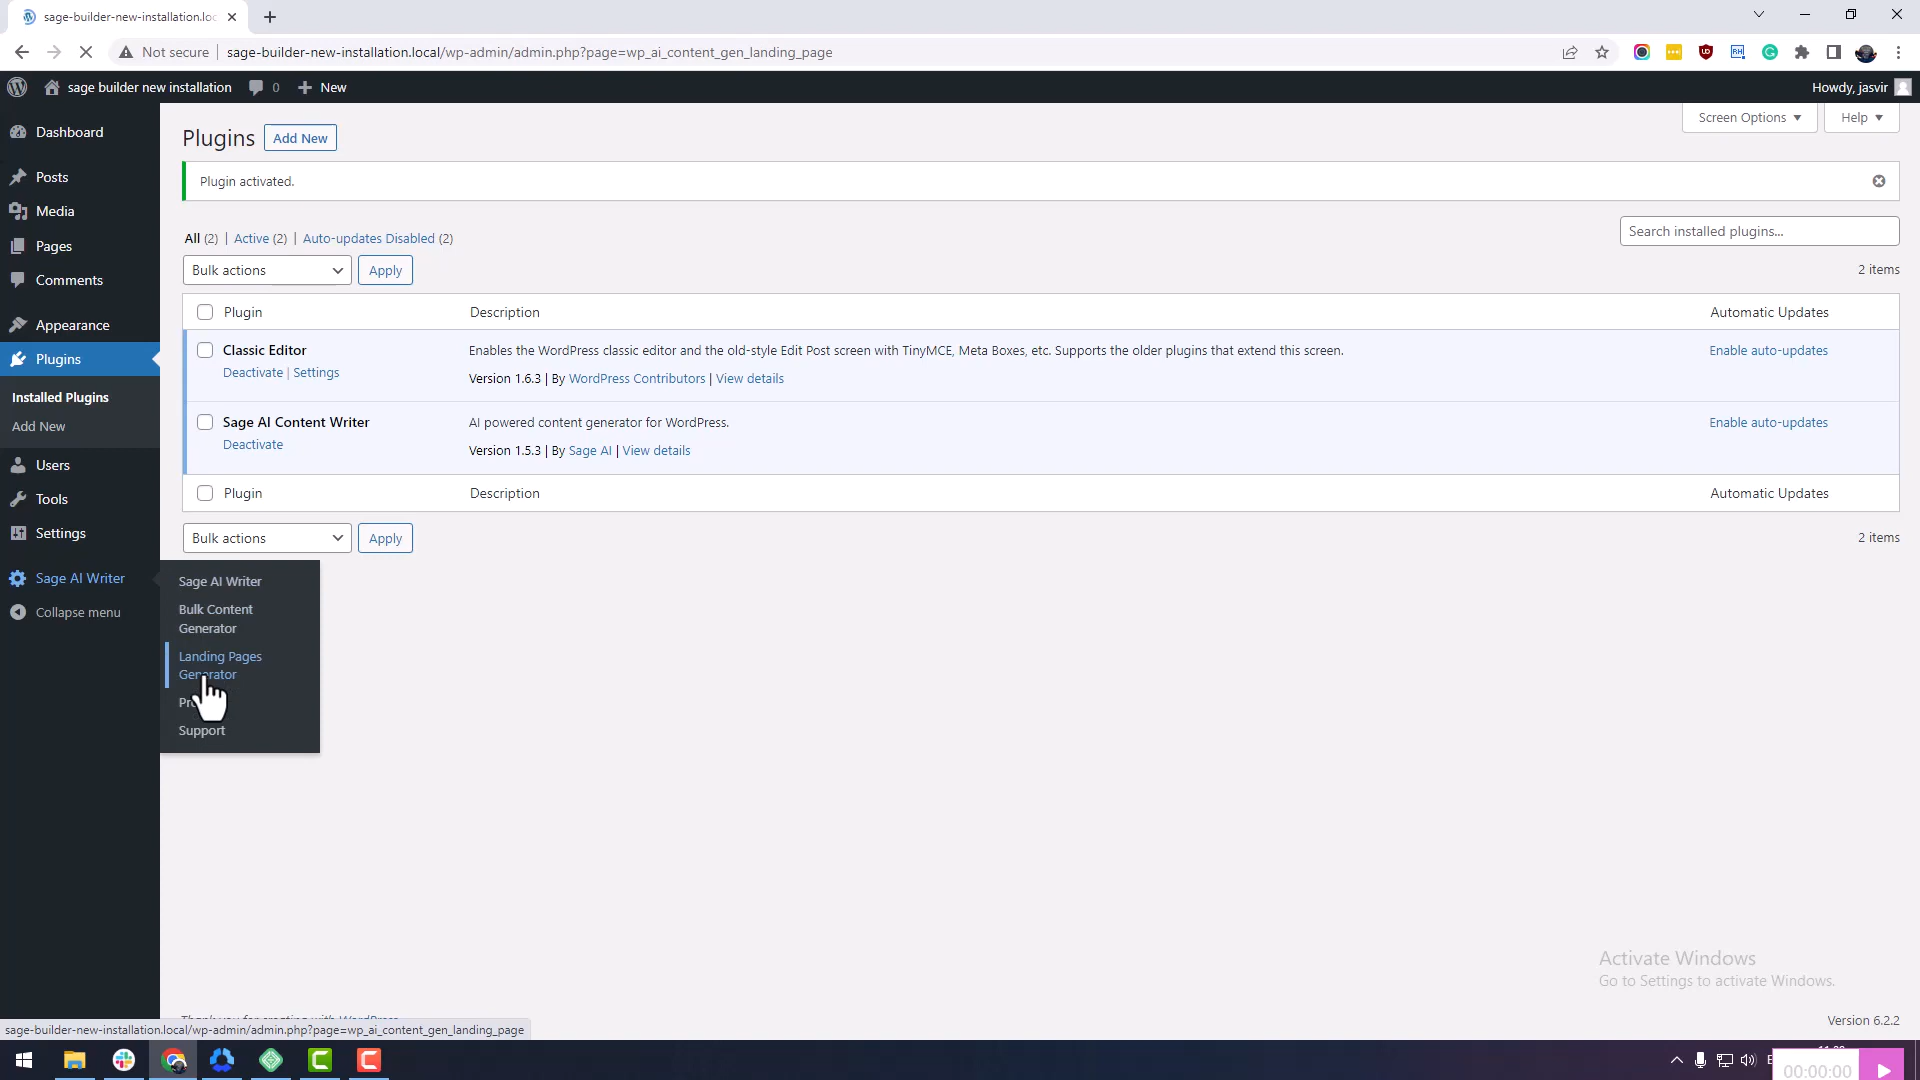 sage-builder-new-installation.loc
Not secure
sage-builder-new-installation.local/wp-admin/admin.php?page=wp_ai_content_gen_landing_page
sage builder new installation
0
New
Howdy, jasvir
Screen Options
Help
Dashboard
Posts
Media
Pages
Comments
Appearance
Plugins
Installed Plugins
Add New
Users
Tools
Settings
Sage AI Writer
Collapse menu
Sage AI Writer
Bulk Content
Generator
Landing Pages
Generator
Support
Plugins
Add New
Plugin activated.
All (2) | Active (2) | Auto-updates Disabled (2)
Search installed plugins...
Bulk actions
Apply
2 items
Plugin
Description
Automatic Updates
Classic Editor
Enables the WordPress classic editor and the old-style Edit Post screen with TinyMCE, Meta Boxes, etc. Supports the older plugins that extend this screen.
Enable auto-updates
Deactivate | Settings
Version 1.6.3 | By WordPress Contributors | View details
Sage AI Content Writer
AI powered content generator for WordPress.
Enable auto-updates
Deactivate
Version 1.5.3 | By Sage AI | View details
Plugin
Description
Automatic Updates
Bulk actions
Apply
2 items
Activate Windows
Go to Settings to activate Windows.
Thank you for creating with WordPress.
Version 6.2.2
sage-builder-new-installation.local/wp-admin/admin.php?page=wp_ai_content_gen_landing_page
00:00:00